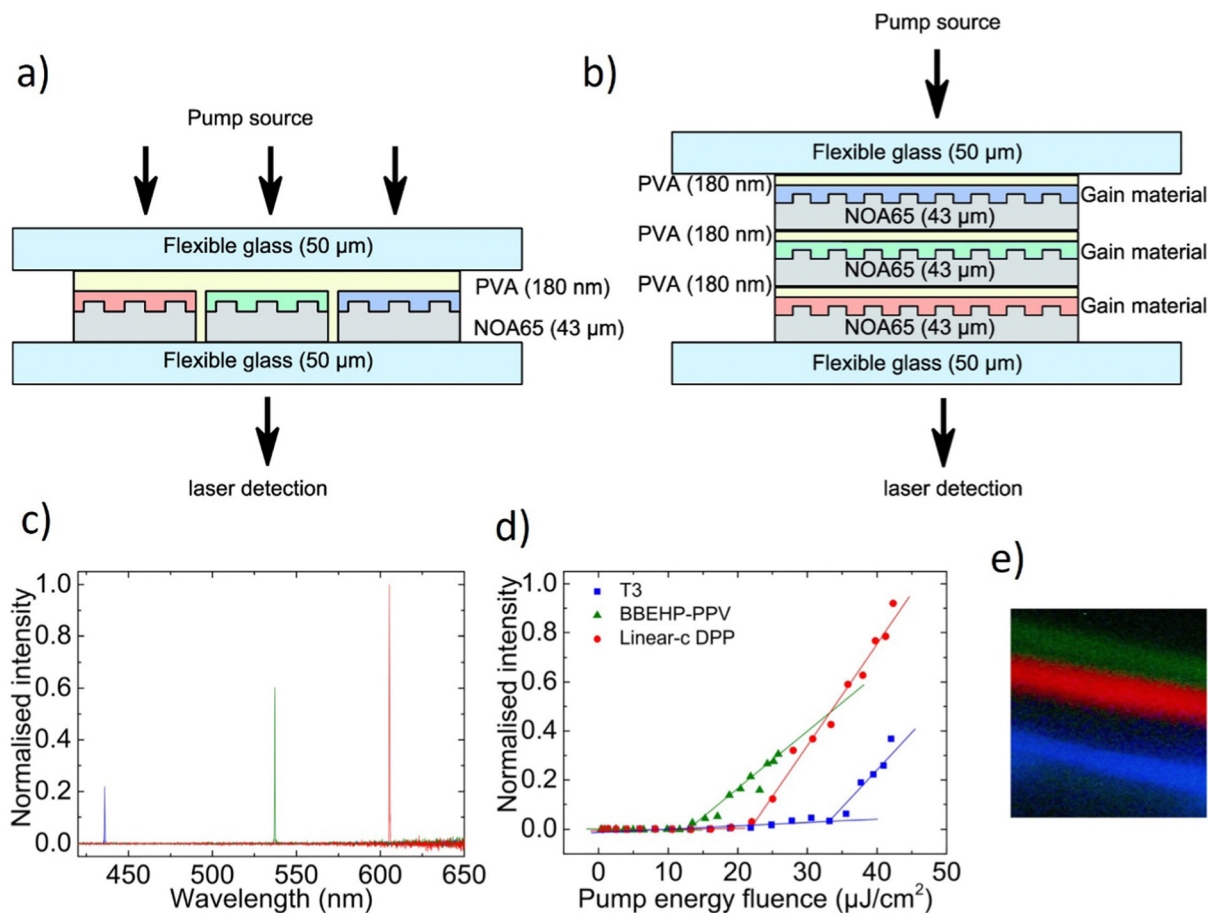 a)
Pump source
Flexible glass (50 µm)
PVA (180 nm)
NOA65 (43 µm)
Flexible glass (50 µm)
laser detection
b)
Pump source
Flexible glass (50 µm)
PVA (180 nm)
Gain material
NOA65 (43 µm)
PVA (180 nm)
Gain material
NOA65 (43 µm)
PVA (180 nm)
Gain material
NOA65 (43 µm)
Flexible glass (50 µm)
laser detection
c)
Normalised intensity
1.0
0.8
0.6
0.4
0.2
0.0
450 500 550 600 650
Wavelength (nm)
d)
Normalised intensity
1.0
0.8
0.6
0.4
0.2
0.0
T3
BBEHP-PPV
Linear-c DPP
0 10 20 30 40 50
Pump energy fluence (µJ/cm²)
e)